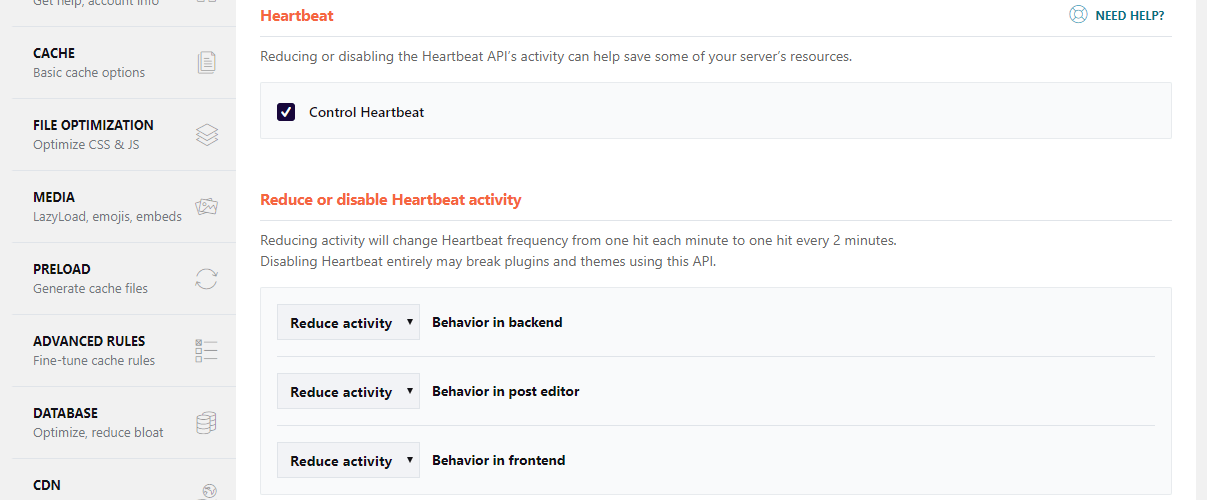 Get help, account info
CACHE
Basic cache options
FILE OPTIMIZATION
Optimize CSS & JS
MEDIA
LazyLoad, emojis, embeds
PRELOAD
Generate cache files
ADVANCED RULES
Fine-tune cache rules
DATABASE
Optimize, reduce bloat
CDN
Heartbeat
NEED HELP?
Reducing or disabling the Heartbeat API’s activity can help save some of your server’s resources.
Control Heartbeat
Reduce or disable Heartbeat activity
Reducing activity will change Heartbeat frequency from one hit each minute to one hit every 2 minutes.
Disabling Heartbeat entirely may break plugins and themes using this API.
Reduce activity Behavior in backend
Reduce activity Behavior in post editor
Reduce activity Behavior in frontend